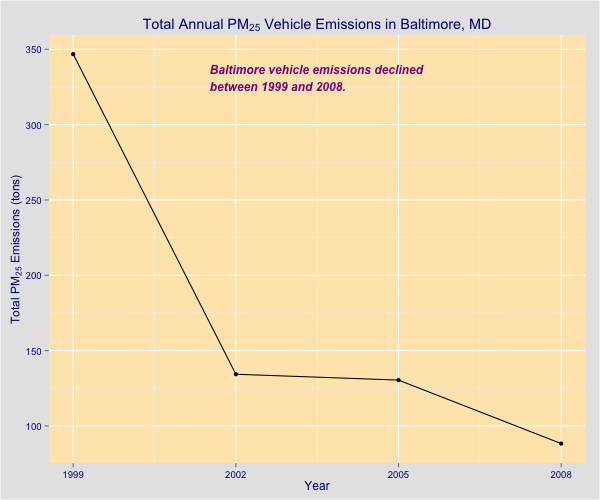 Total Annual PM₂₅ Vehicle Emissions in Baltimore, MD
Baltimore vehicle emissions declined
between 1999 and 2008.
Total PM₂₅ Emissions (tons)
350
300
250
200
150
100
1999 2002 2005 2008
Year